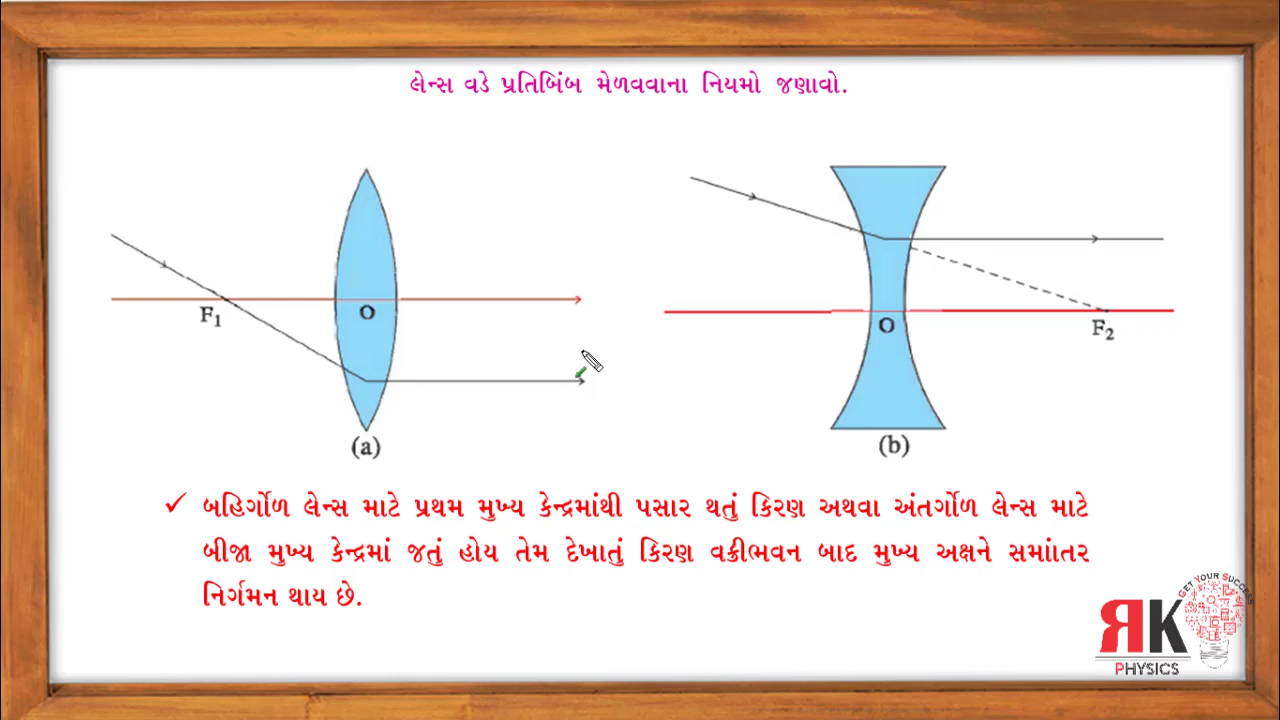 લેન્સ વડે પ્રતિબિંબ મેળવવાના નિયમો જણાવો.
F1
O
(a)
O
F2
(b)
✓ બહિર્ગોળ લેન્સ માટે પ્રથમ મુખ્ય કેન્દ્રમાંથી પસાર થતું કિરણ અથવા અંતર્ગોળ લેન્સ માટે
બીજા મુખ્ય કેન્દ્રમાં જતું હોય તેમ દેખાતું કિરણ વક્રીભવન બાદ મુખ્ય અક્ષને સમાંાતર
નિર્ગમન થાય છે.
GET YOUR SUCCESS
RK
PHYSICS